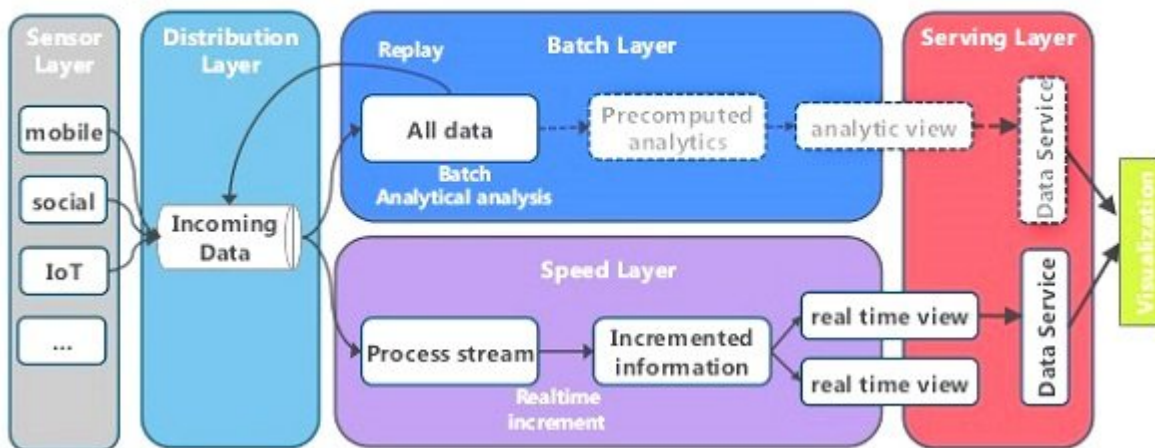 Sensor
Layer
mobile
social
IoT
...
Distribution
Layer
Incoming
Data
Batch Layer
Replay
All data
Precomputed
analytics
analytic view
Batch
Analytical analysis
Speed Layer
Process stream
Incremented
information
real time view
real time view
Realtime
increment
Serving Layer
Data Service
Data Service
Visualization